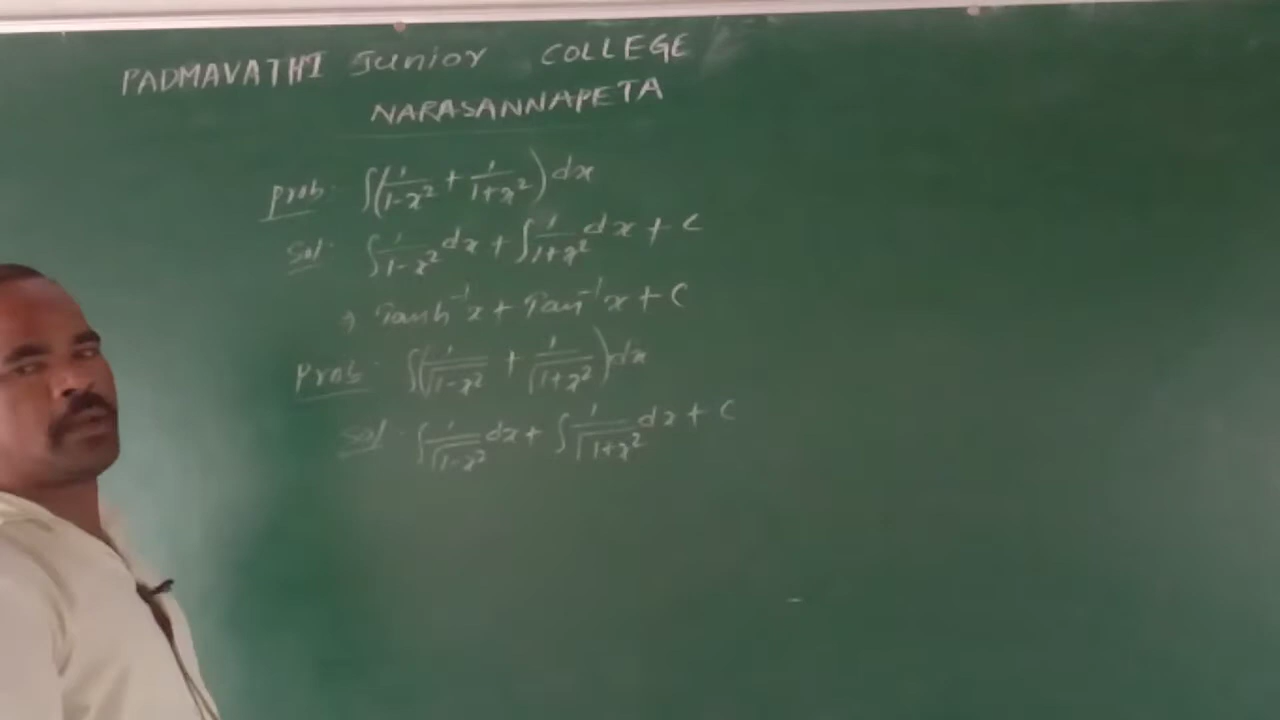 PADMAVATHI Junior COLLEGE
NARASANNAPETA
Prob: ∫(1/(1-x²) + 1/(1+x²)) dx
Sol: ∫ 1/(1-x²) dx + ∫ 1/(1+x²) dx + C
⇒ Tanh⁻¹x + Tan⁻¹x + C
Prob: ∫(1/√(1-x²) + 1/√(1+x²)) dx
Sol: ∫ 1/√(1-x²) dx + ∫ 1/√(1+x²) dx + C